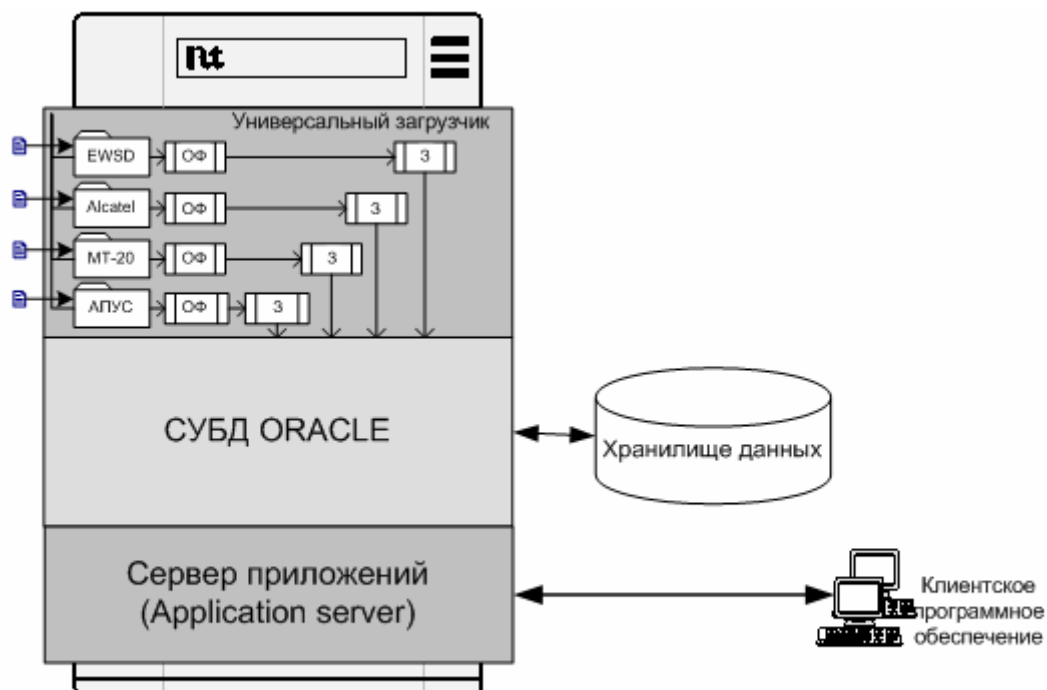 nt
Универсальный загрузчик
EWSD ОФ З
Alcatel ОФ З
МТ-20 ОФ З
АПУС ОФ З
СУБД ORACLE
Хранилище данных
Сервер приложений
(Application server)
Клиентское
программное
обеспечение